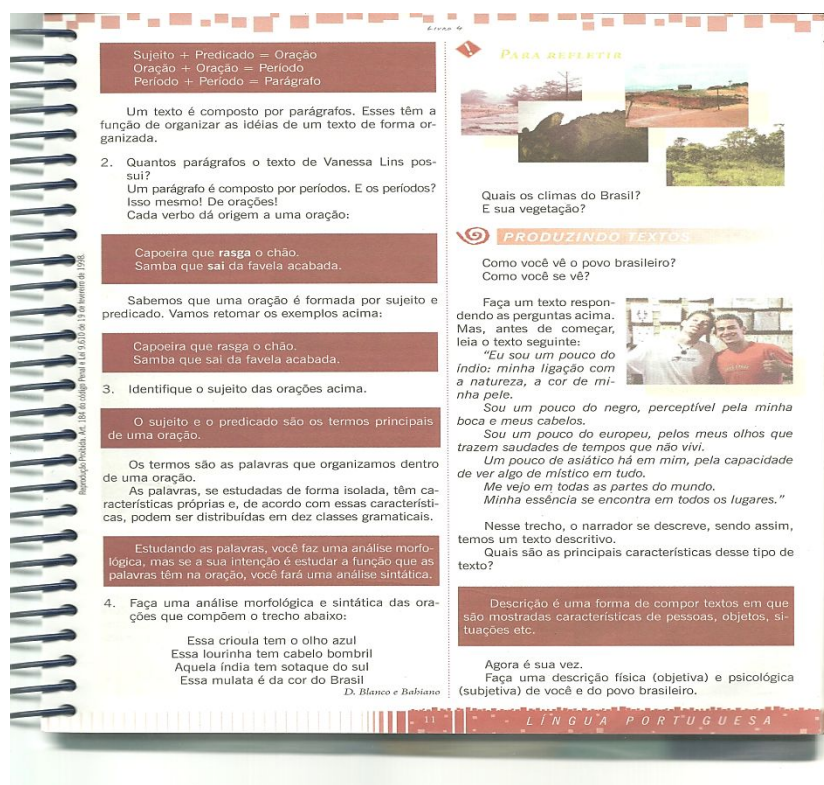 Livro 4
Sujeito + Predicado = Oração
Oração + Oração = Período
Período + Período = Parágrafo
Um texto é composto por parágrafos. Esses têm a
função de organizar as idéias de um texto de forma or-
ganizada.
2. Quantos parágrafos o texto de Vanessa Lins pos-
sui?
Um parágrafo é composto por períodos. E os períodos?
Isso mesmo! De orações!
Cada verbo dá origem a uma oração:
Capoeira que rasga o chão.
Samba que sai da favela acabada.
Sabemos que uma oração é formada por sujeito e
predicado. Vamos retomar os exemplos acima:
Capoeira que rasga o chão.
Samba que sai da favela acabada.
3. Identifique o sujeito das orações acima.
O sujeito e o predicado são os termos principais
de uma oração.
Os termos são as palavras que organizamos dentro
de uma oração.
As palavras, se estudadas de forma isolada, têm ca-
racterísticas próprias e, de acordo com essas característi-
cas, podem ser distribuídas em dez classes gramaticais.
Estudando as palavras, você faz uma análise morfo-
lógica, mas se a sua intenção é estudar a função que as
palavras têm na oração, você fará uma análise sintática.
4. Faça uma análise morfológica e sintática das ora-
ções que compõem o trecho abaixo:
Essa crioula tem o olho azul
Essa lourinha tem cabelo bombril
Aquela índia tem sotaque do sul
Essa mulata é da cor do Brasil
D. Blanco e Babiano
Reprodução Proibida. Art. 184 do código Penal e Lei 9.610 de 19 de fevereiro de 1998.
PARA REFLETIR
Quais os climas do Brasil?
E sua vegetação?
PRODUZINDO TEXTOS
Como você vê o povo brasileiro?
Como você se vê?
Faça um texto respon-
dendo as perguntas acima.
Mas, antes de começar,
leia o texto seguinte:
"Eu sou um pouco do
índio: minha ligação com
a natureza, a cor de mi-
nha pele.
Sou um pouco do negro, perceptível pela minha
boca e meus cabelos.
Sou um pouco do europeu, pelos meus olhos que
trazem saudades de tempos que não vivi.
Um pouco de asiático há em mim, pela capacidade
de ver algo de místico em tudo.
Me vejo em todas as partes do mundo.
Minha essência se encontra em todos os lugares."
Nesse trecho, o narrador se descreve, sendo assim,
temos um texto descritivo.
Quais são as principais características desse tipo de
texto?
Descrição é uma forma de compor textos em que
são mostradas características de pessoas, objetos, si-
tuações etc.
Agora é sua vez.
Faça uma descrição física (objetiva) e psicológica
(subjetiva) de você e do povo brasileiro.
11
LÍNGUA PORTUGUESA